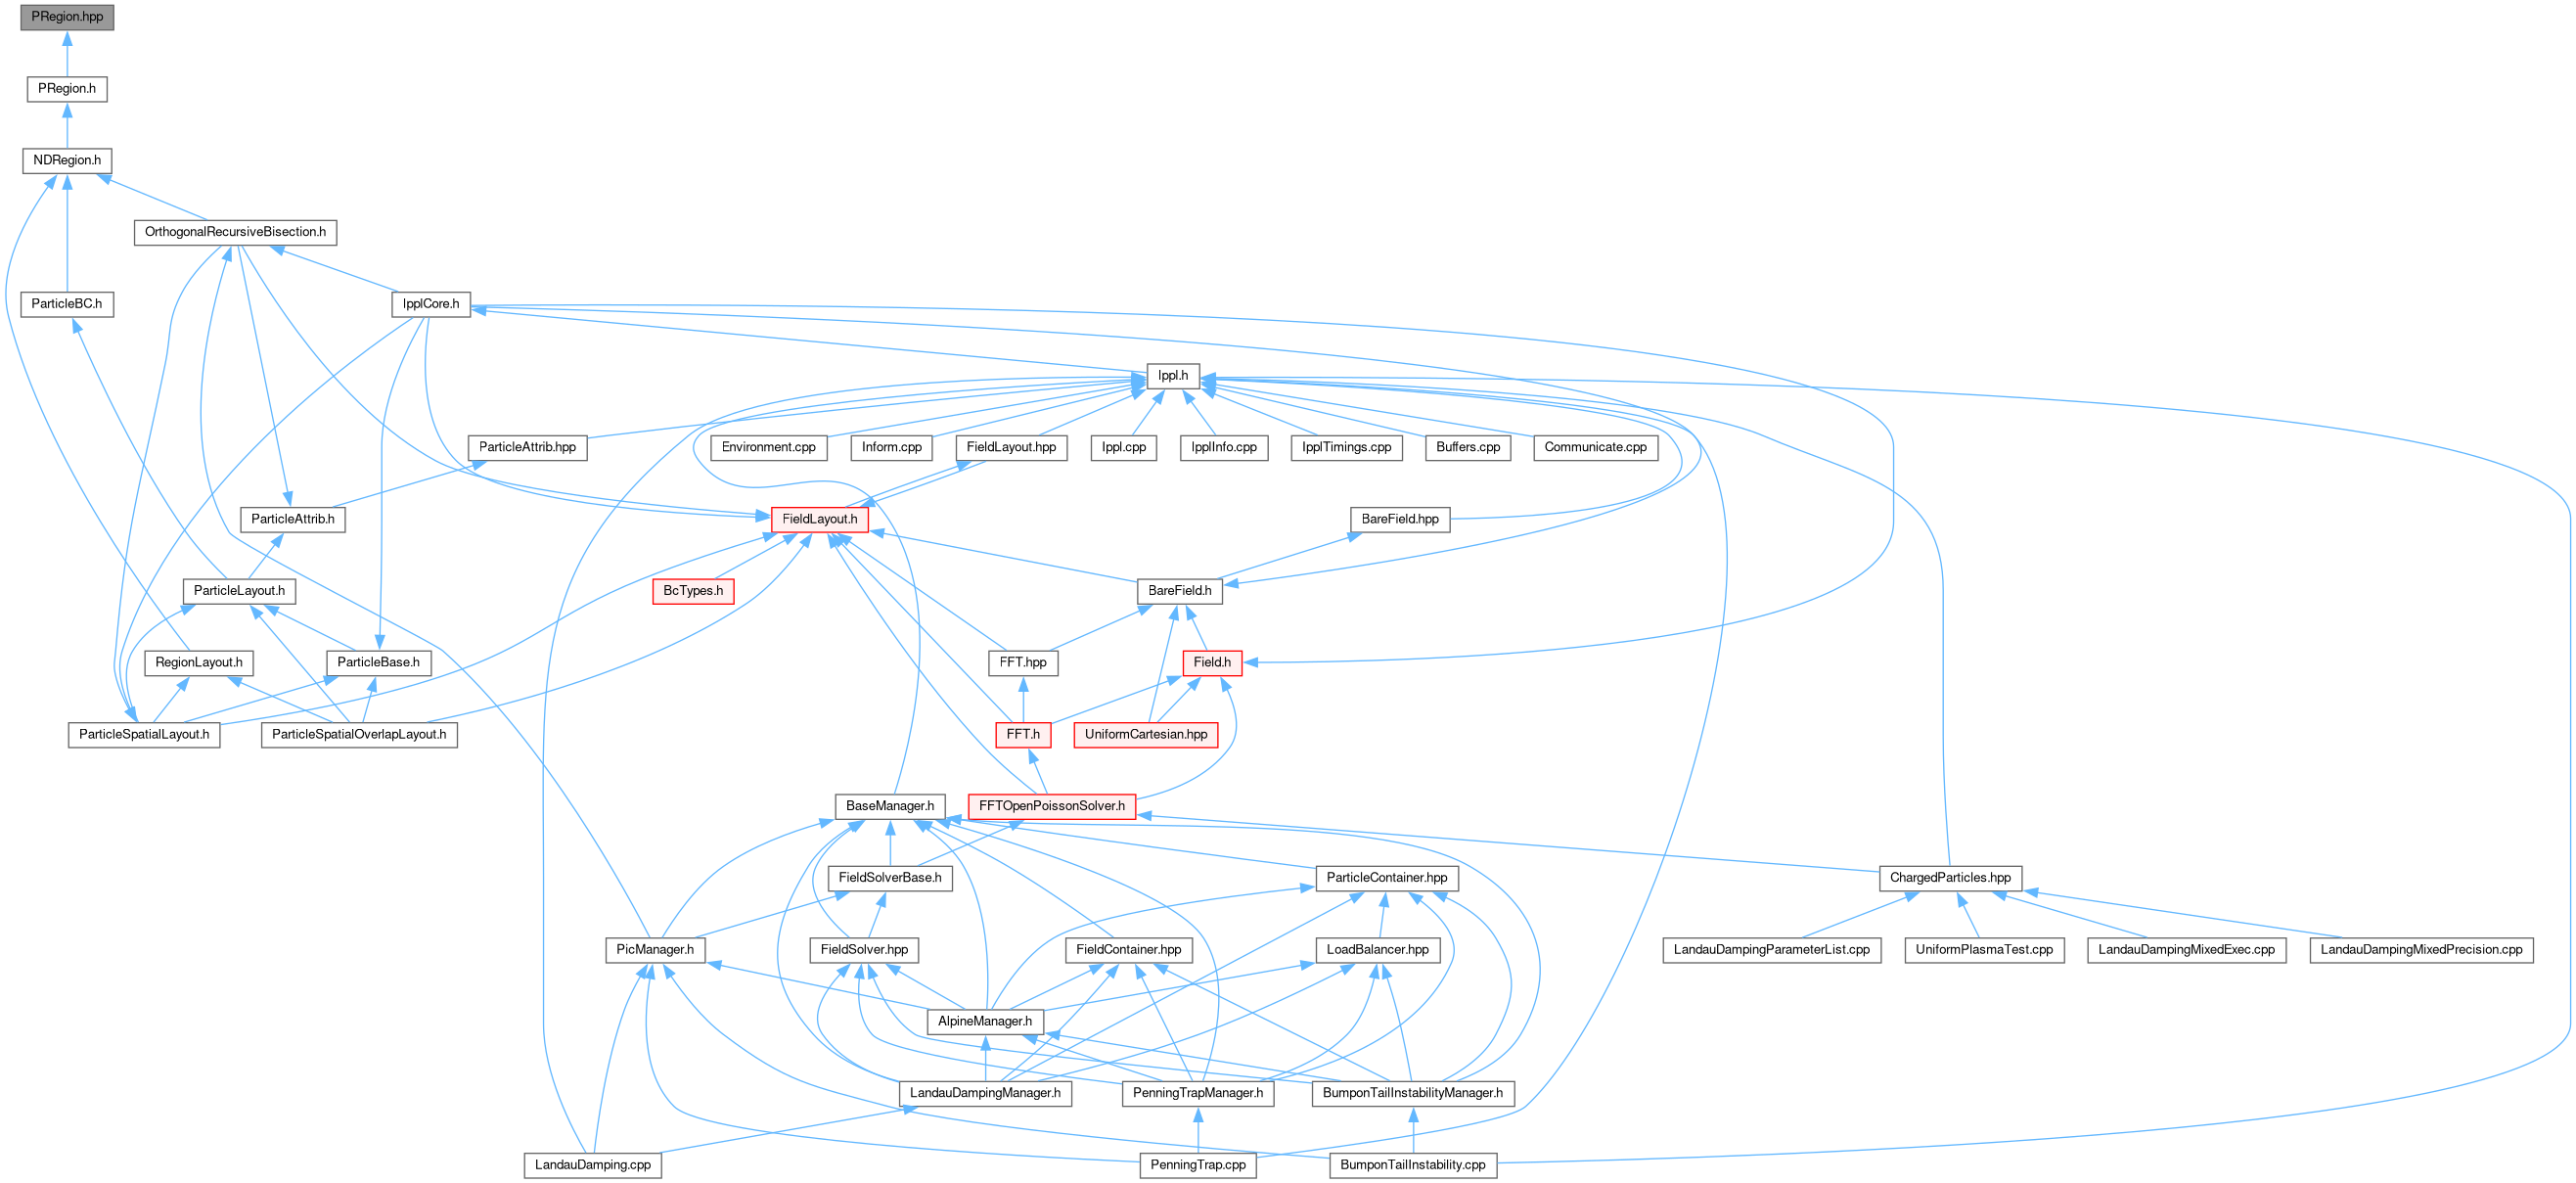 PRegion.hpp
PRegion.h
NDRegion.h
OrthogonalRecursiveBisection.h
ParticleBC.h
IpplCore.h
Ippl.h
ParticleAttrib.hpp
Environment.cpp
Inform.cpp
FieldLayout.hpp
Ippl.cpp
IpplInfo.cpp
IpplTimings.cpp
Buffers.cpp
Communicate.cpp
ParticleAttrib.h
FieldLayout.h
BareField.hpp
ParticleLayout.h
BcTypes.h
BareField.h
RegionLayout.h
ParticleBase.h
FFT.hpp
Field.h
ParticleSpatialLayout.h
ParticleSpatialOverlapLayout.h
FFT.h
UniformCartesian.hpp
BaseManager.h
FFTOpenPoissonSolver.h
FieldSolverBase.h
ParticleContainer.hpp
ChargedParticles.hpp
PicManager.h
FieldSolver.hpp
FieldContainer.hpp
LoadBalancer.hpp
LandauDampingParameterList.cpp
UniformPlasmaTest.cpp
LandauDampingMixedExec.cpp
LandauDampingMixedPrecision.cpp
AlpineManager.h
LandauDampingManager.h
PenningTrapManager.h
BumponTailInstabilityManager.h
LandauDamping.cpp
PenningTrap.cpp
BumponTailInstability.cpp